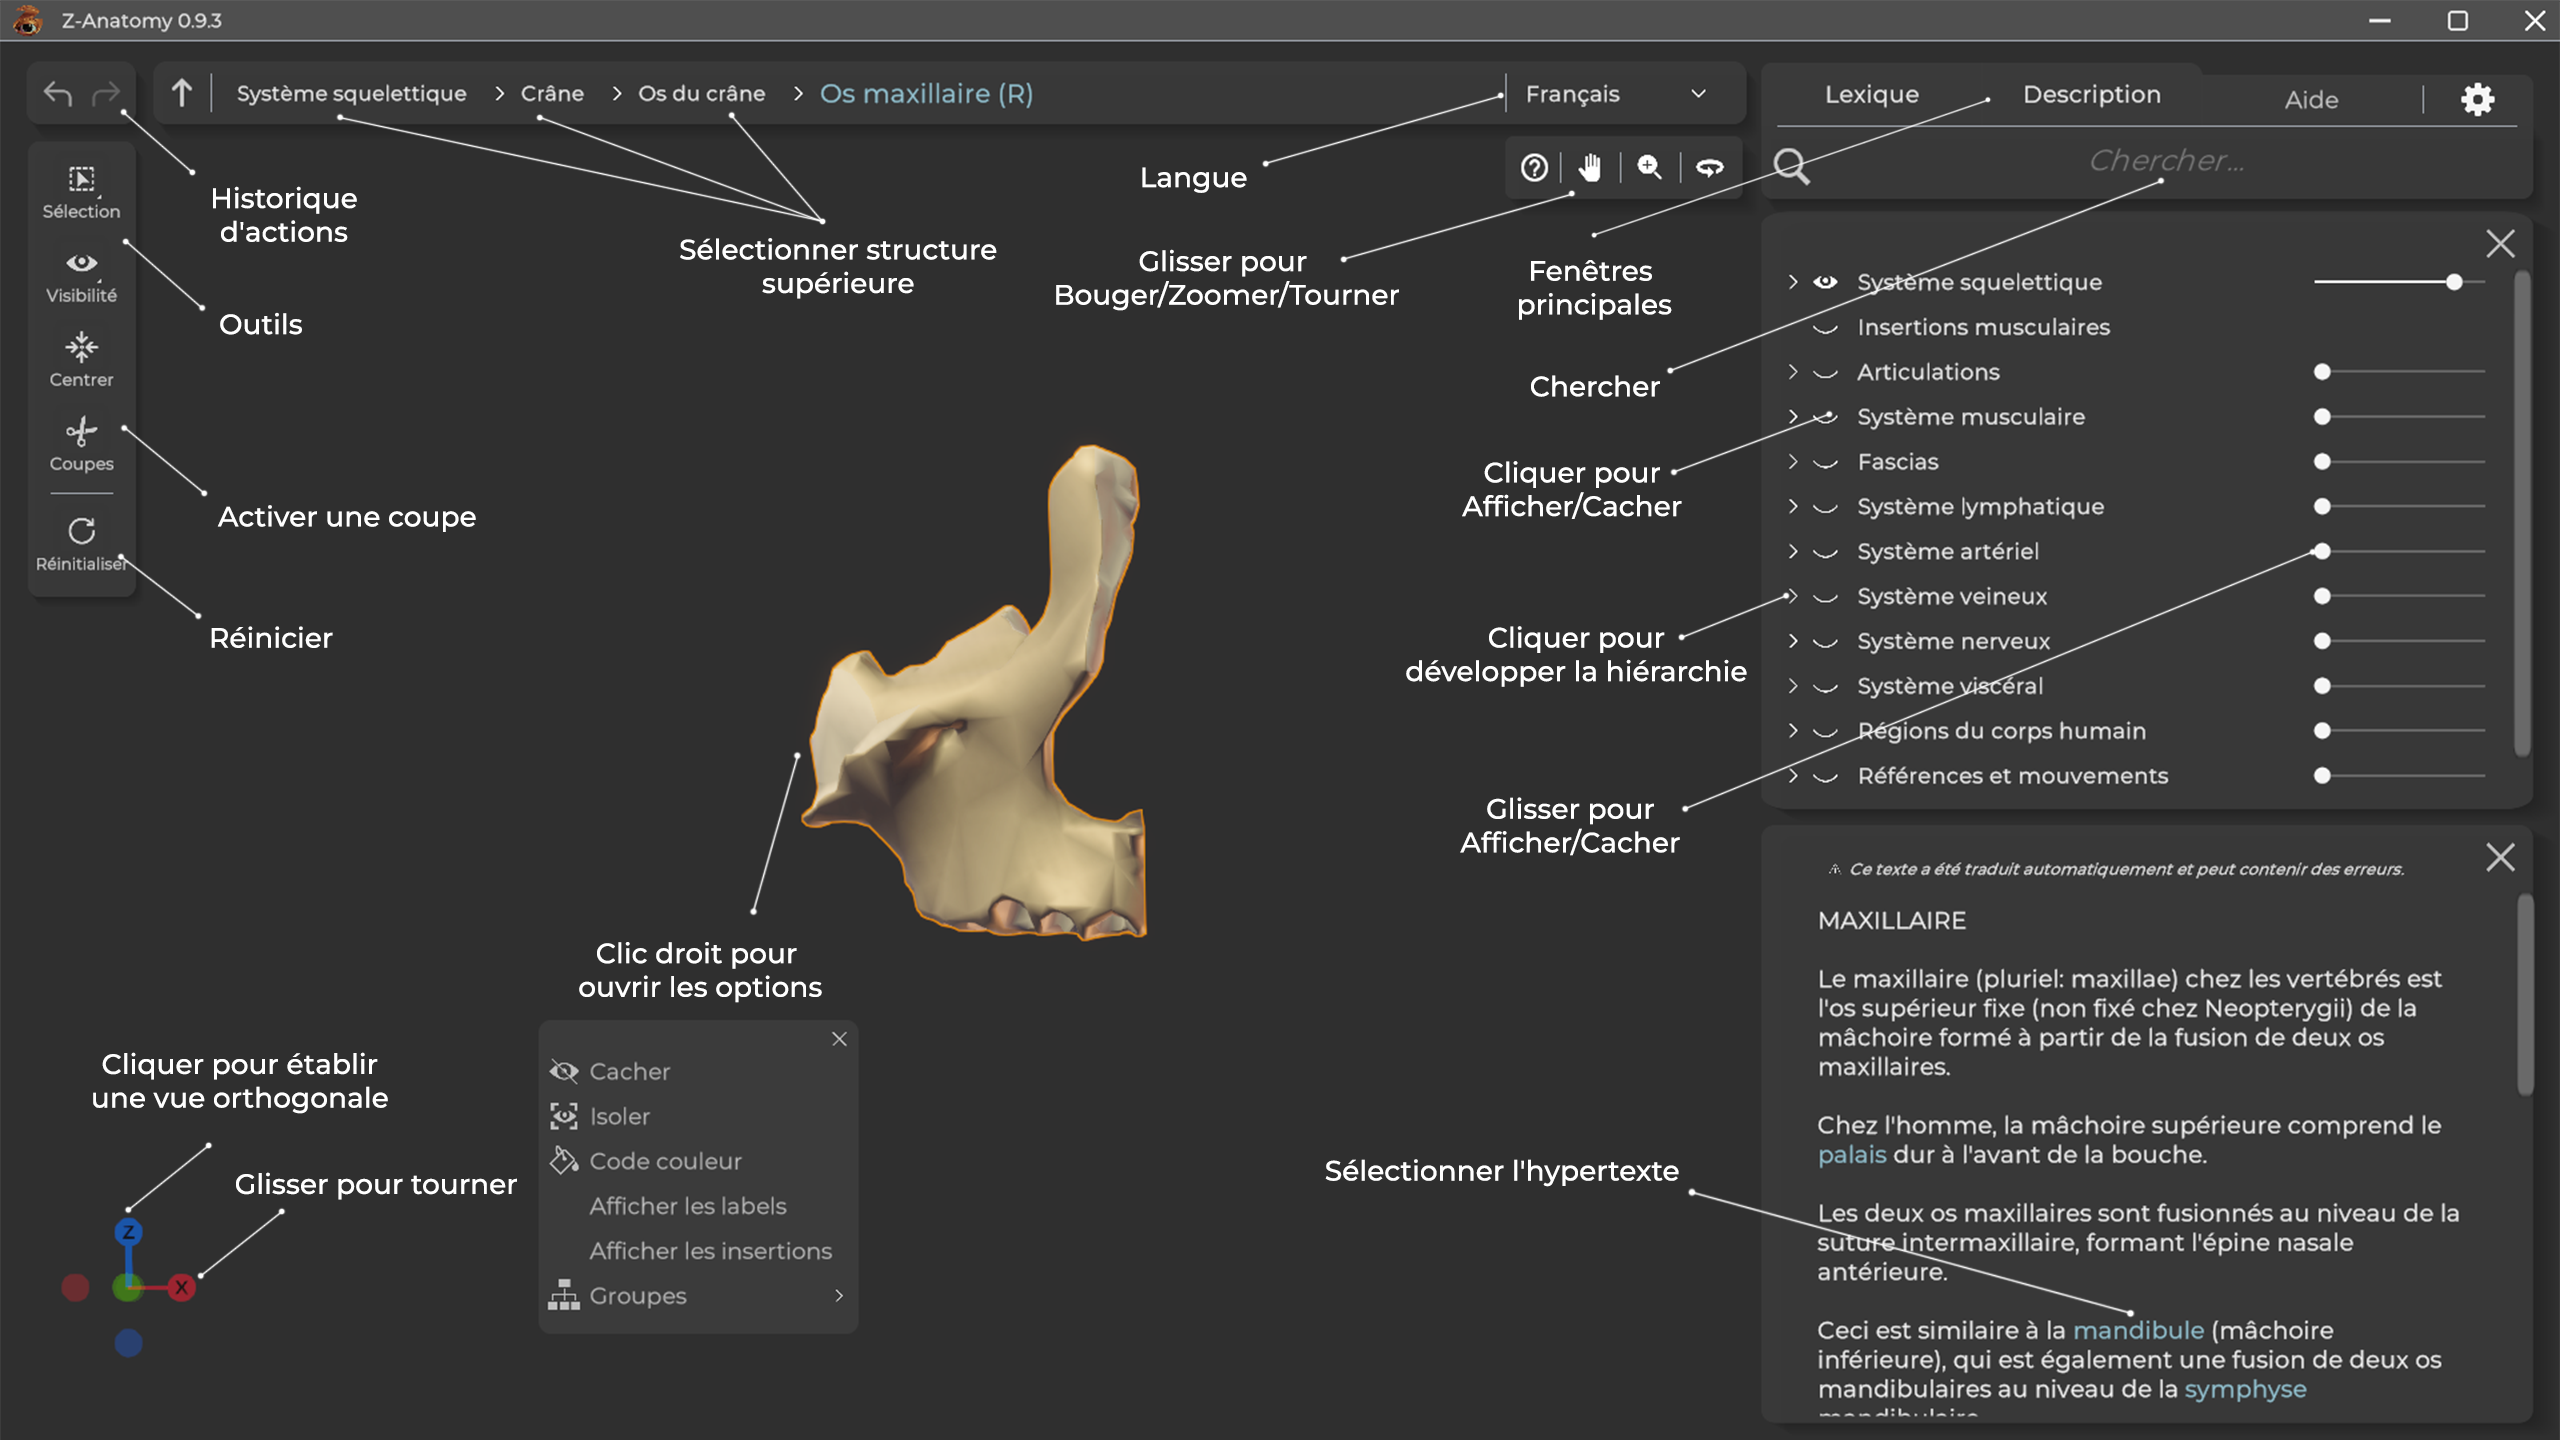 Z-Anatomy 0.9.3
Système squelettique > Crâne > Os du crâne > Os maxillaire (R)
Français
Lexique
Description
Aide
Chercher...
Sélection
Visibilité
Centrer
Coupes
Réinitialiser
Historique
d'actions
Outils
Activer une coupe
Réinicier
Sélectionner structure
supérieure
Langue
Glisser pour
Bouger/Zoomer/Tourner
Fenêtres
principales
Chercher
Cliquer pour
Afficher/Cacher
Cliquer pour
développer la hiérarchie
Glisser pour
Afficher/Cacher
Système squelettique
Insertions musculaires
Articulations
Système musculaire
Fascias
Système lymphatique
Système artériel
Système veineux
Système nerveux
Système viscéral
Régions du corps humain
Références et mouvements
Clic droit pour
ouvrir les options
Cacher
Isoler
Code couleur
Afficher les labels
Afficher les insertions
Groupes
Cliquer pour établir
une vue orthogonale
Glisser pour tourner
Z
X
Sélectionner l'hypertexte
Ce texte a été traduit automatiquement et peut contenir des erreurs.
MAXILLAIRE
Le maxillaire (pluriel: maxillae) chez les vertébrés est
l'os supérieur fixe (non fixé chez Neopterygii) de la
mâchoire formé à partir de la fusion de deux os
maxillaires.
Chez l'homme, la mâchoire supérieure comprend le
palais dur à l'avant de la bouche.
Les deux os maxillaires sont fusionnés au niveau de la
suture intermaxillaire, formant l'épine nasale
antérieure.
Ceci est similaire à la mandibule (mâchoire
inférieure), qui est également une fusion de deux os
mandibulaires au niveau de la symphyse